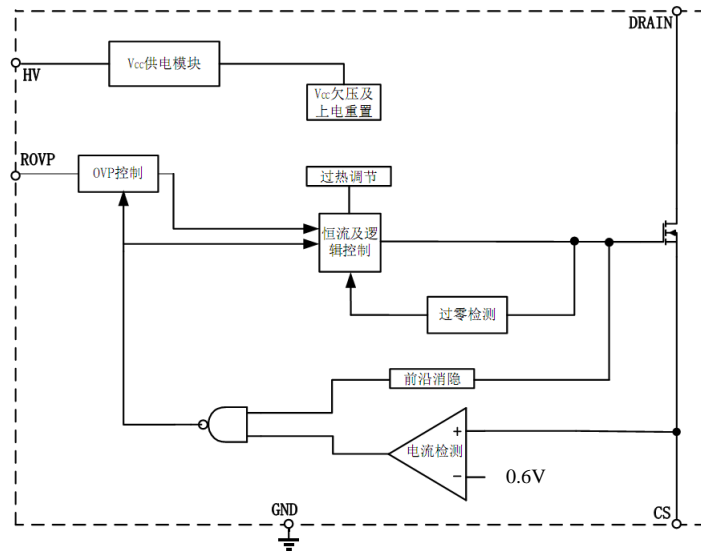 DRAIN
HV
Vcc供电模块
Vcc欠压及
上电重置
ROVP
OVP控制
过热调节
恒流及逻
辑控制
过零检测
前沿消隐
+
电流检测
−
0.6V
GND
CS